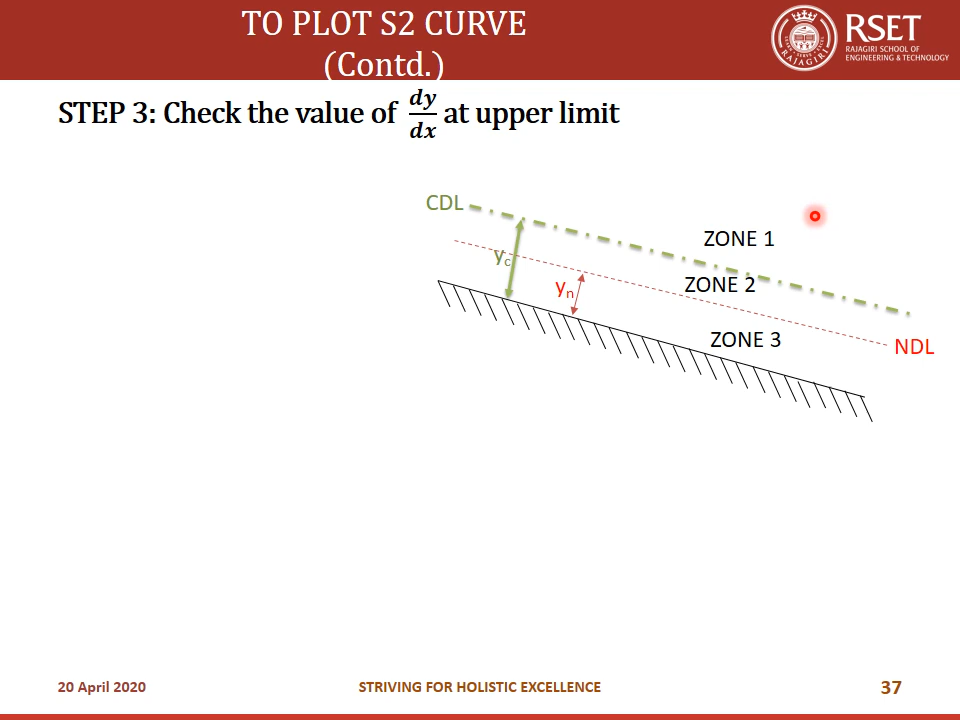 TO PLOT S2 CURVE
(Contd.)
RSET
RAJAGIRI SCHOOL OF
ENGINEERING & TECHNOLOGY
RAJAGIRI
STEP 3: Check the value of dy/dx at upper limit
CDL
ZONE 1
yc
ZONE 2
yn
ZONE 3
NDL
20 April 2020
STRIVING FOR HOLISTIC EXCELLENCE
37